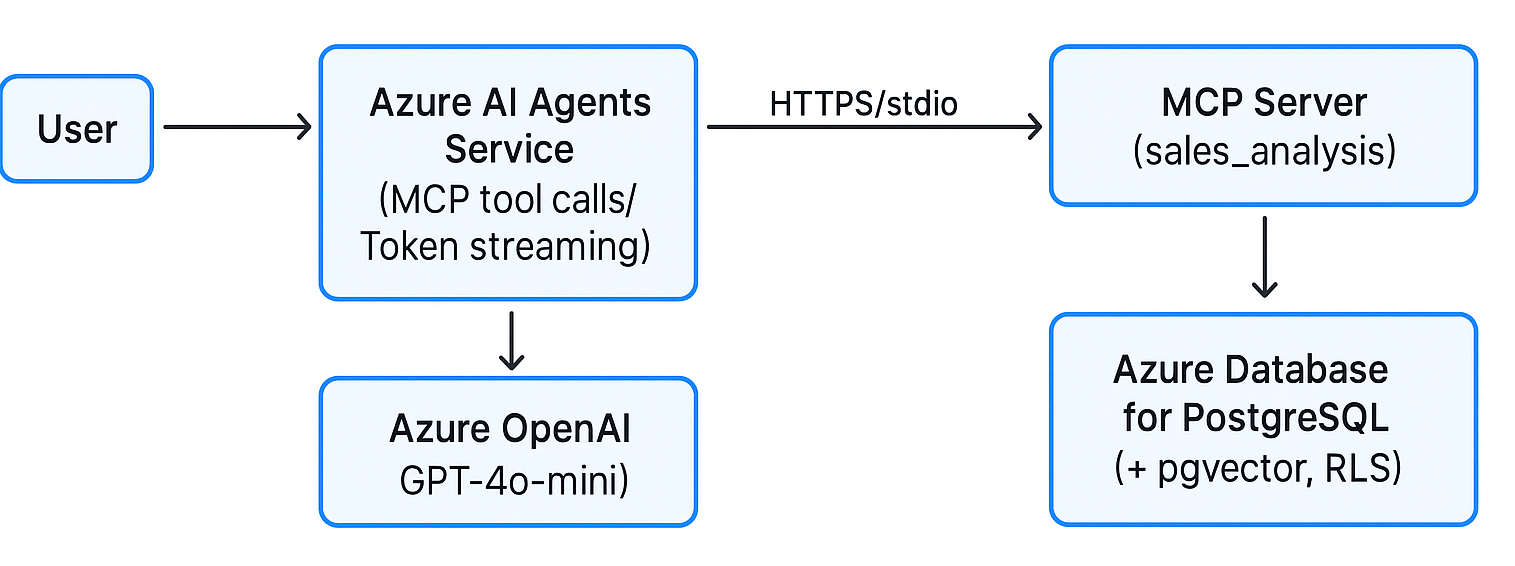 User
Azure AI Agents
Service
(MCP tool calls/
Token streaming)
HTTPS/stdio
MCP Server
(sales_analysis)
Azure OpenAI
GPT-4o-mini)
Azure Database
for PostgreSQL
(+ pgvector, RLS)